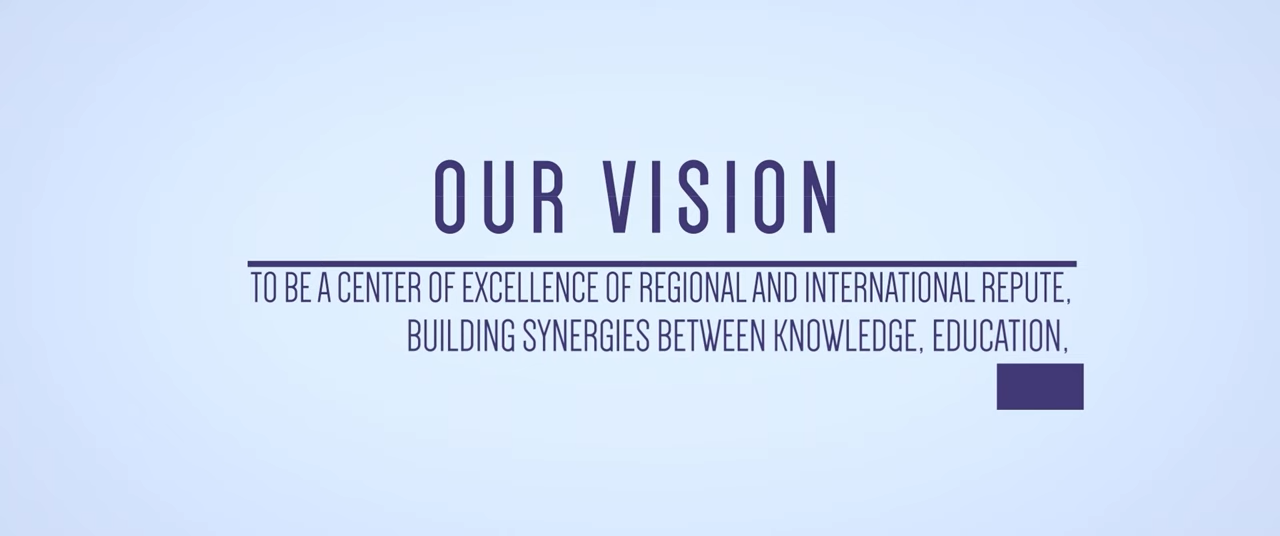 OUR VISION
TO BE A CENTER OF EXCELLENCE OF REGIONAL AND INTERNATIONAL REPUTE,
BUILDING SYNERGIES BETWEEN KNOWLEDGE, EDUCATION,